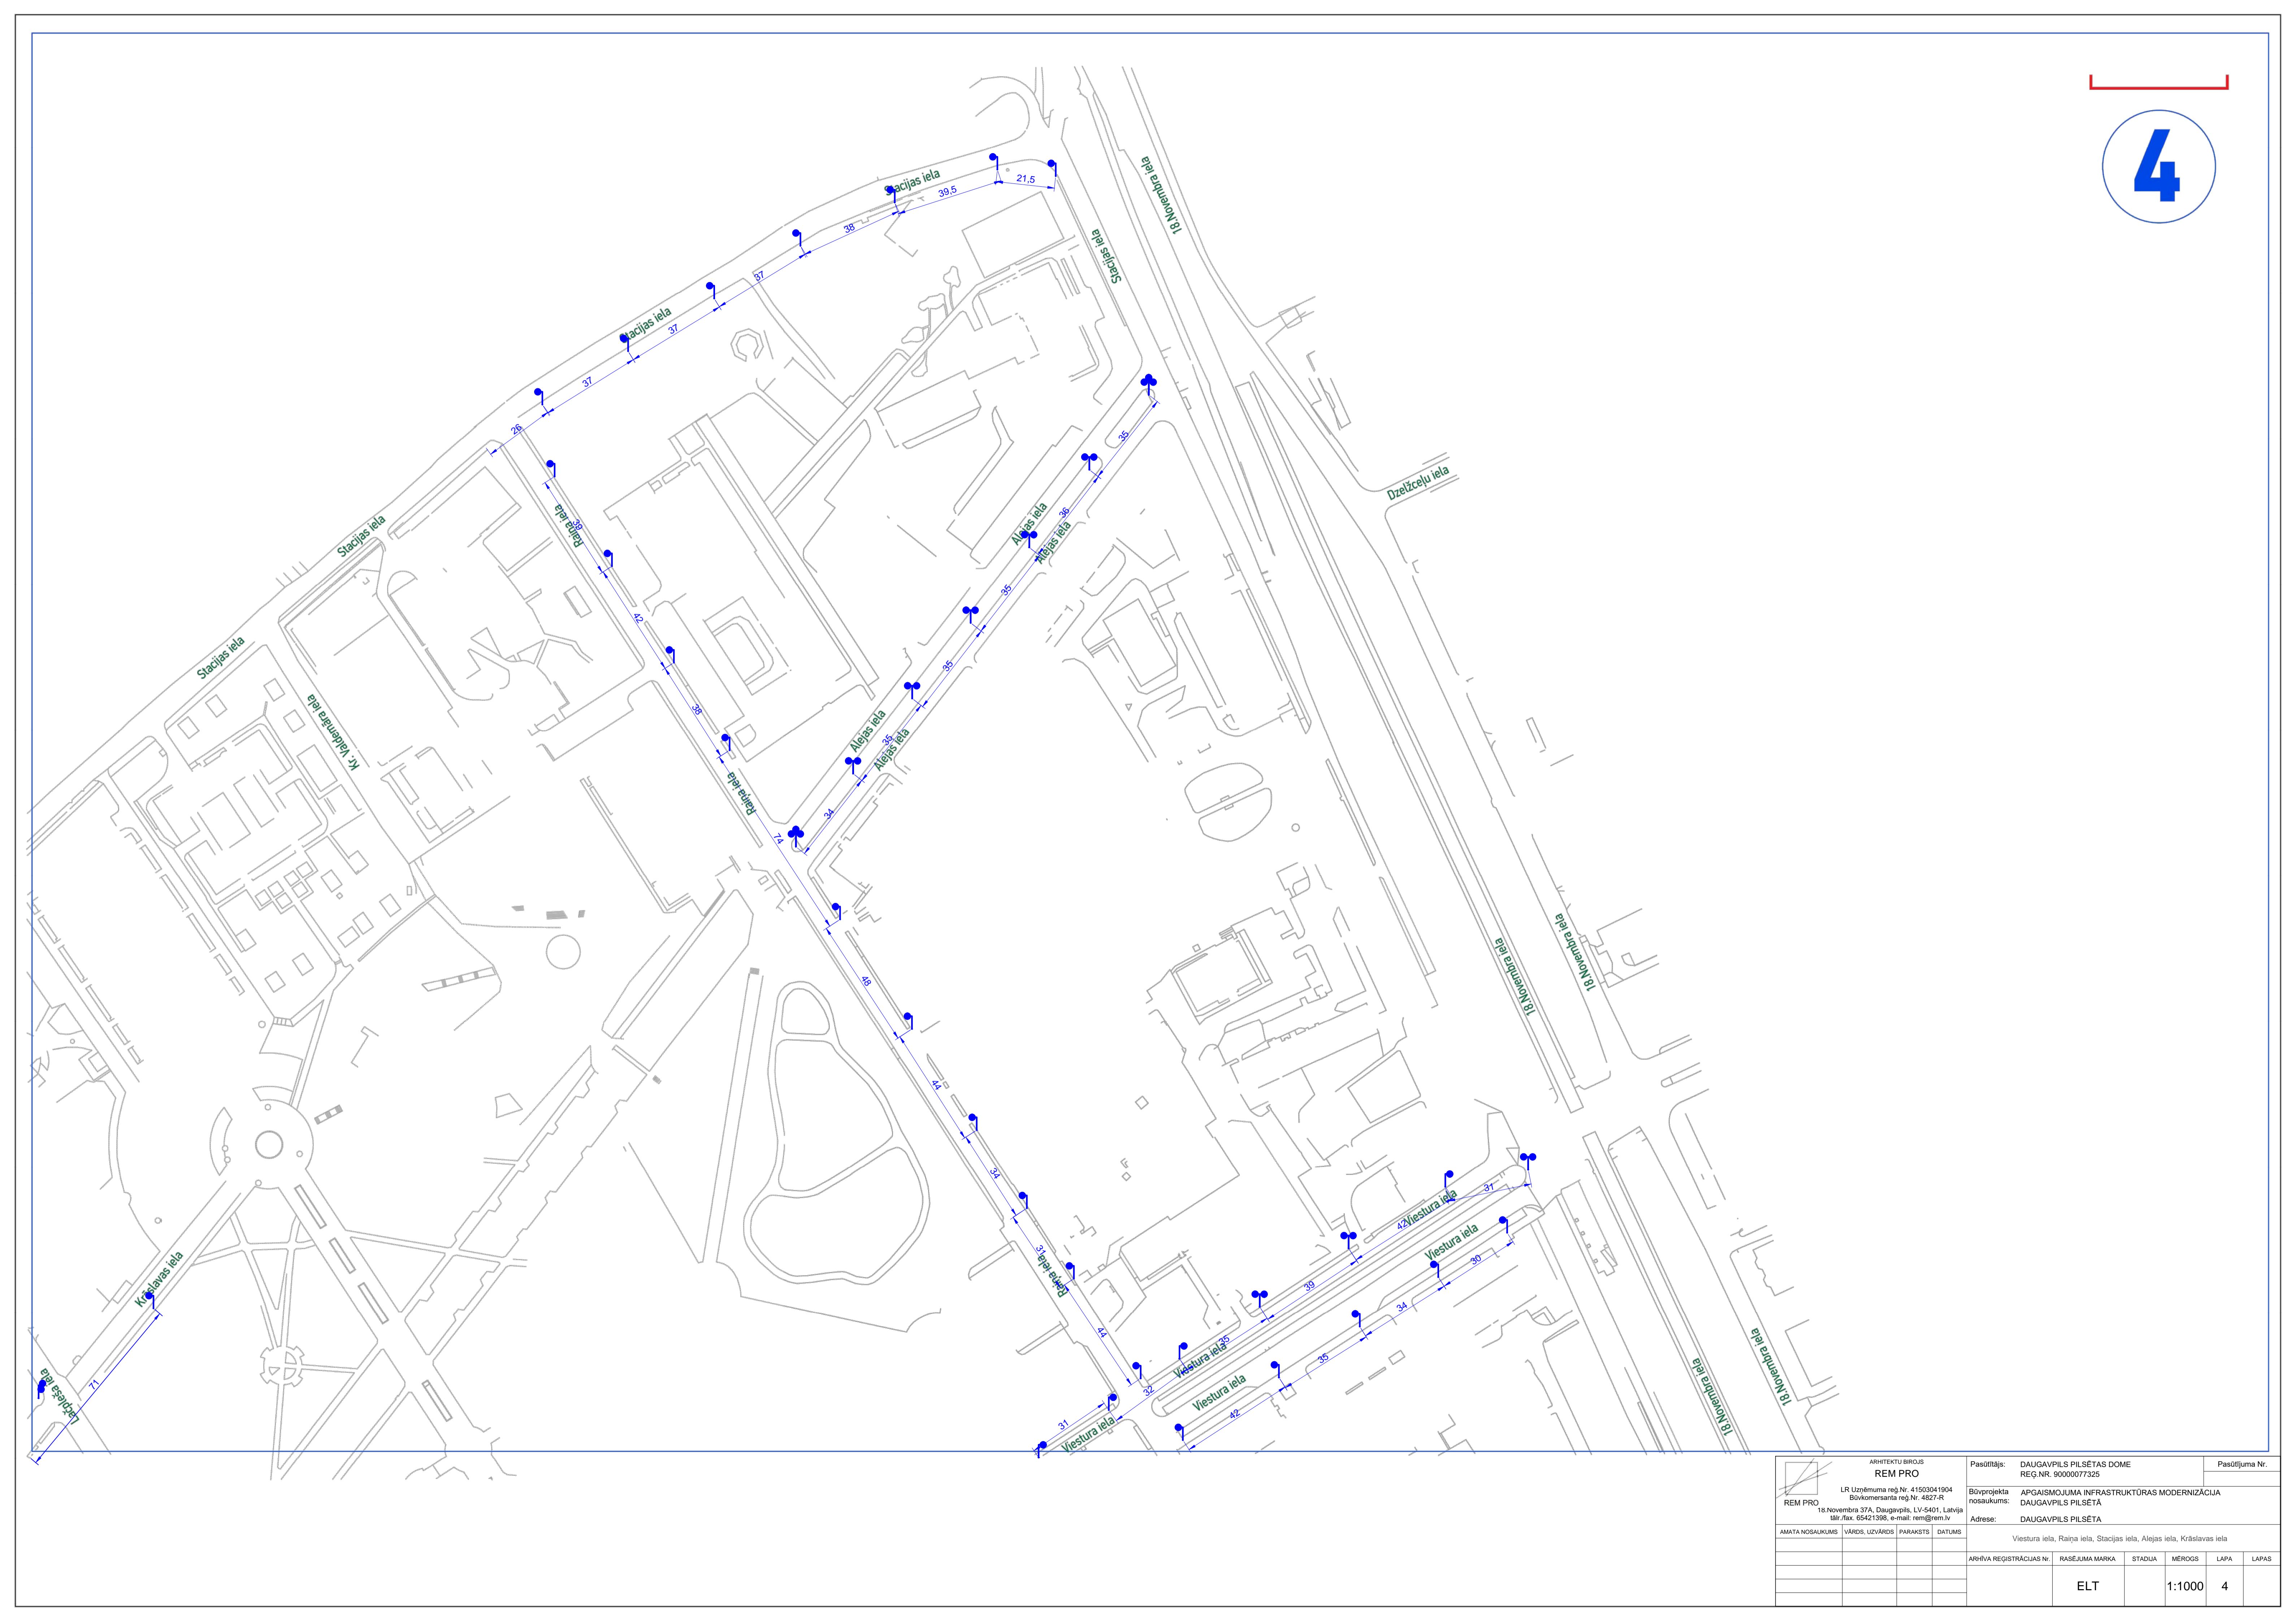 4
18.Novembra iela
Stacijas iela
21,5
39,5
38
Stacijas iela
37
Stacijas iela
37
37
26
35
Alejas iela
Alejas iela
36
Dzelžceļu iela
Raiņa iela
39
Stacijas iela
35
42
Stacijas iela
35
Kr. Valdemāra iela
38
Alejas iela
35
Alejas iela
Raiņa iela
34
74
18.Novembra iela
18.Novembra iela
48
44
34
31
Raiņa iela
31
42
Viestura iela
Viestura iela
30
39
34
Krāslavas iela
44
35
Viestura iela
35
32
Viestura iela
42
31
Viestura iela
71
Lāčplēša iela
18.Novembra iela
18.Novembra iela
REM PRO
ARHITEKTU BIROJS
REM PRO
LR Uzņēmuma reģ.Nr. 41503041904
Būvkomersanta reģ.Nr. 4827-R
18.Novembra 37A, Daugavpils, LV-5401, Latvija
tālr./fax. 65421398, e-mail: rem@rem.lv
Pasūtītājs: DAUGAVPILS PILSĒTAS DOME
REĢ.NR. 90000077325
Pasūtījuma Nr.
Būvprojekta nosaukums: APGAISMOJUMA INFRASTRUKTŪRAS MODERNIZĀCIJA
DAUGAVPILS PILSĒTĀ
Adrese: DAUGAVPILS PILSĒTA
AMATA NOSAUKUMS VĀRDS, UZVĀRDS PARAKSTS DATUMS
Viestura iela, Raiņa iela, Stacijas iela, Alejas iela, Krāslavas iela
ARHĪVA REĢISTRĀCIJAS Nr. RASĒJUMA MARKA STADIJA MĒROGS LAPA LAPAS
ELT 1:1000 4